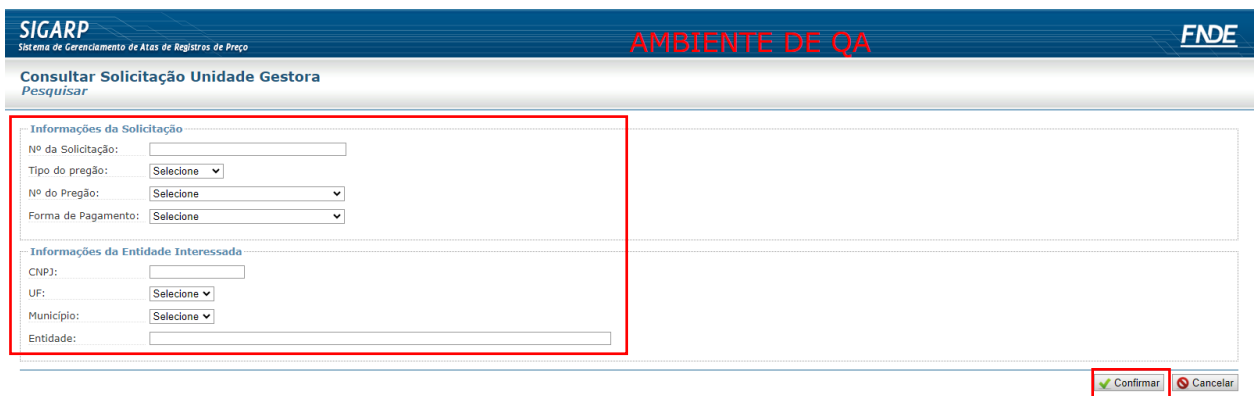 SIGARP
Sistema de Gerenciamento de Atas de Registros de Preço
AMBIENTE DE QA
FNDE
Consultar Solicitação Unidade Gestora
Pesquisar
Informações da Solicitação
Nº da Solicitação:
Tipo do pregão: Selecione
Nº do Pregão: Selecione
Forma de Pagamento: Selecione
Informações da Entidade Interessada
CNPJ:
UF: Selecione
Município: Selecione
Entidade:
Confirmar Cancelar